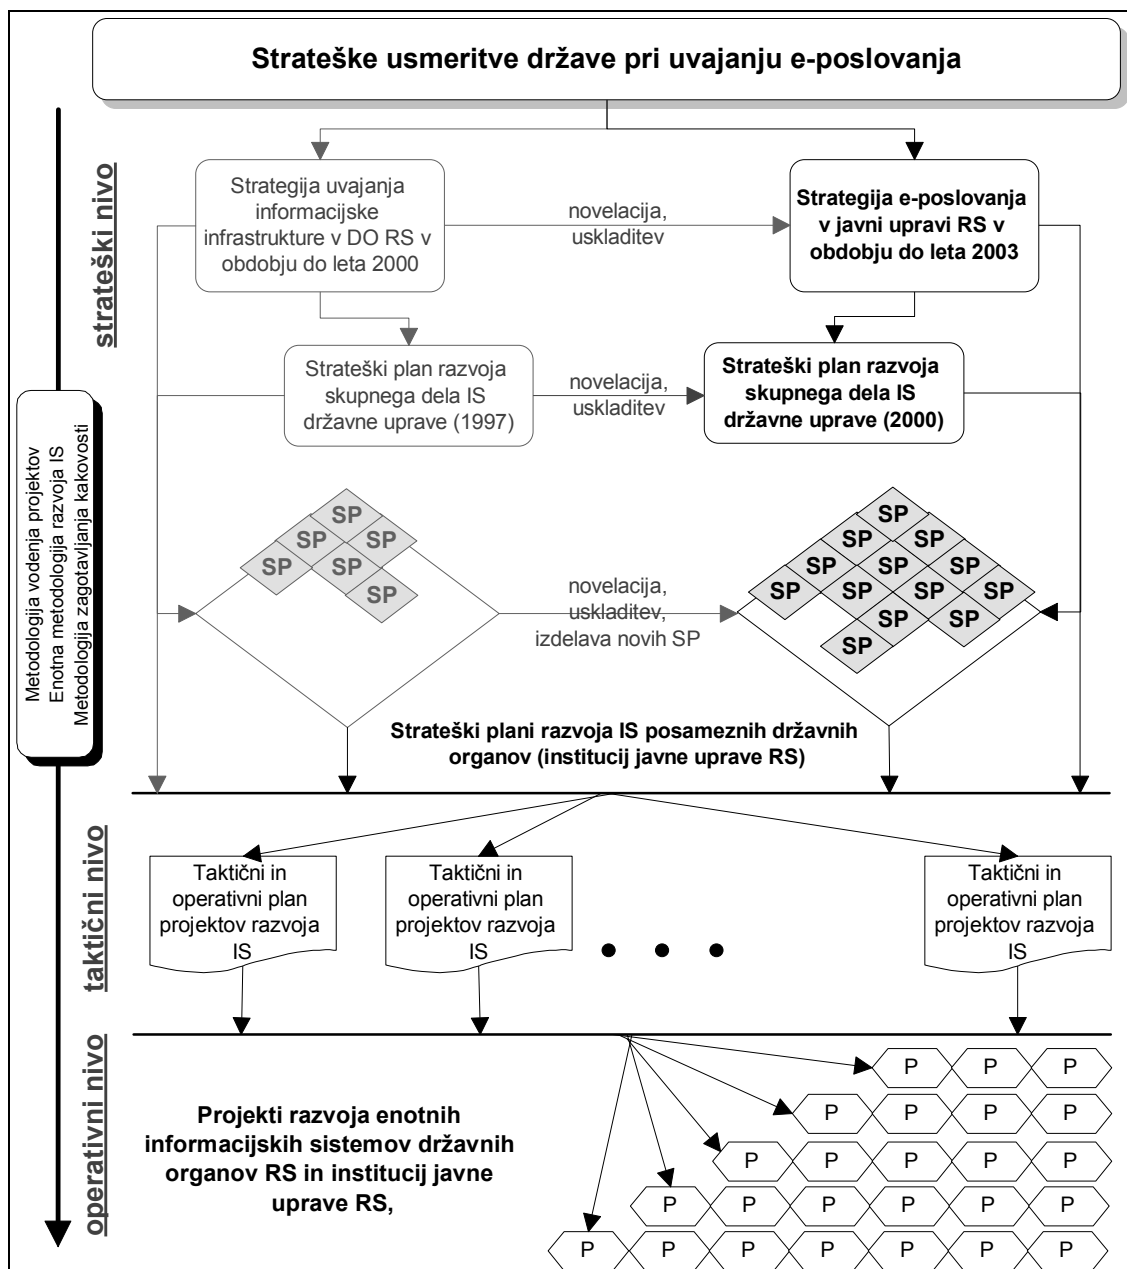 Strateške usmeritve države pri uvajanju e-poslovanja
strateški nivo
Strategija uvajanja
informacijske
infrastrukture v DO RS v
obdobju do leta 2000
novelacija,
uskladitev
Strategija e-poslovanja
v javni upravi RS v
obdobju do leta 2003
Strateški plan razvoja
skupnega dela IS
državne uprave (1997)
novelacija,
uskladitev
Strateški plan razvoja
skupnega dela IS
državne uprave (2000)
Metodologija vodenja projektov
Enotna metodologija razvoja IS
Metodologija zagotavljanja kakovosti
SP
SP SP
SP SP
SP
novelacija,
uskladitev,
izdelava novih SP
SP
SP SP
SP SP SP
SP SP SP SP
SP SP
SP
Strateški plani razvoja IS posameznih državnih
organov (institucij javne uprave RS)
taktični nivo
Taktični in
operativni plan
projektov razvoja
IS
Taktični in
operativni plan
projektov razvoja
IS
Taktični in
operativni plan
projektov razvoja
IS
operativni nivo
Projekti razvoja enotnih
informacijskih sistemov državnih
organov RS in institucij javne
uprave RS,
P P P
P P P P
P P P P P
P P P P P P
P P P P P P P